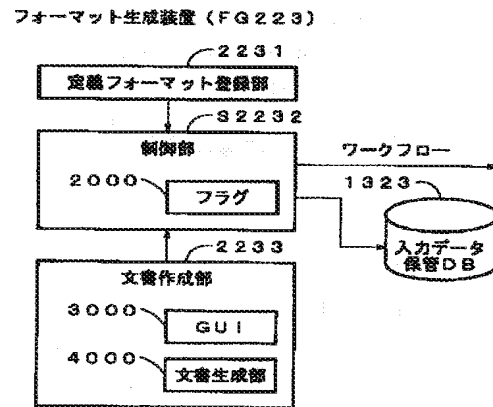 フォーマット生成装置（FG223）
2231
定義フォーマット登録部
S2232
制御部
ワークフロー
2000
フラグ
1323
入力データ
保管DB
2233
文書作成部
3000
GUI
4000
文書生成部